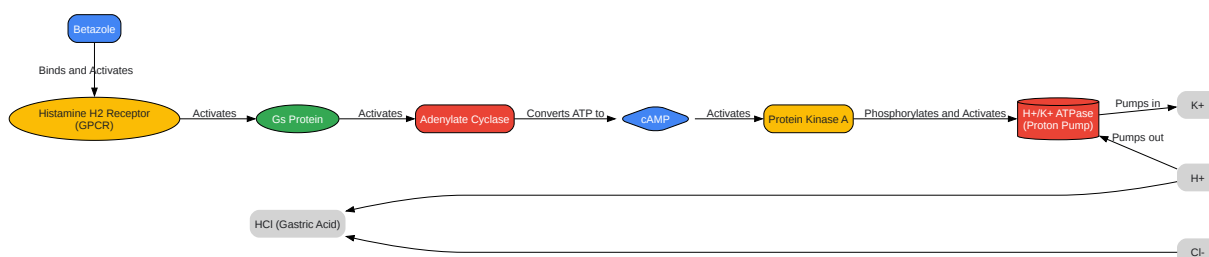 Betazole
Binds and Activates
Histamine H2 Receptor
(GPCR)
Activates
Gs Protein
Activates
Adenylate Cyclase
Converts ATP to
cAMP
Activates
Protein Kinase A
Phosphorylates and Activates
H+/K+ ATPase
(Proton Pump)
Pumps in
K+
Pumps out
H+
HCl (Gastric Acid)
Cl-